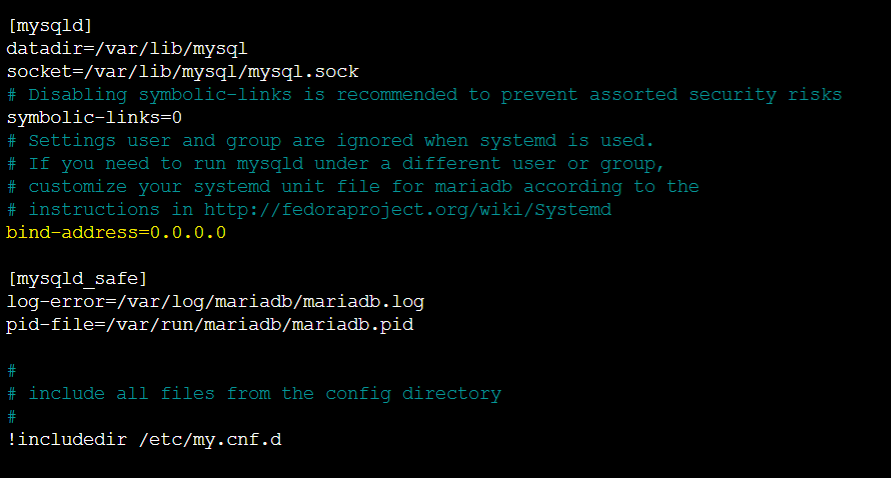 [mysqld]
datadir=/var/lib/mysql
socket=/var/lib/mysql/mysql.sock
# Disabling symbolic-links is recommended to prevent assorted security risks
symbolic-links=0
# Settings user and group are ignored when systemd is used.
# If you need to run mysqld under a different user or group,
# customize your systemd unit file for mariadb according to the
# instructions in http://fedoraproject.org/wiki/Systemd
bind-address=0.0.0.0
[mysqld_safe]
log-error=/var/log/mariadb/mariadb.log
pid-file=/var/run/mariadb/mariadb.pid
#
# include all files from the config directory
#
!includedir /etc/my.cnf.d